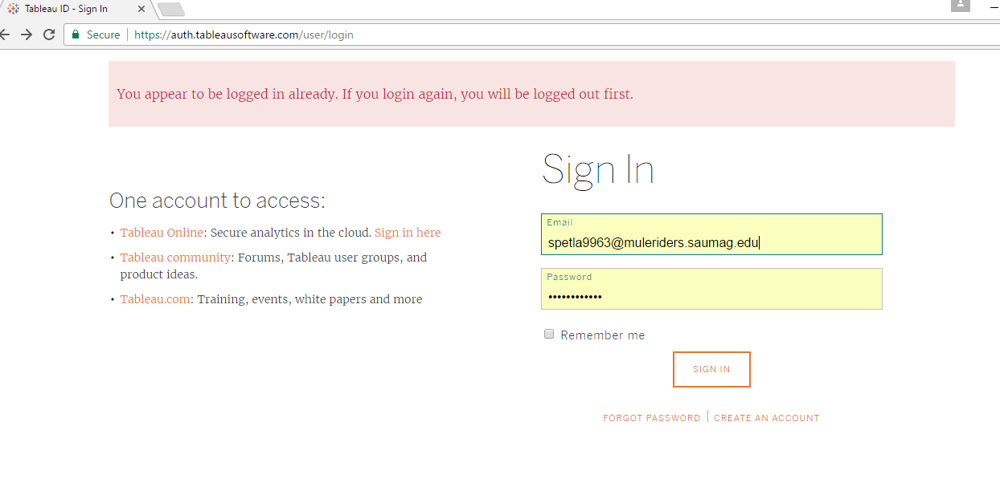 Tableau ID - Sign In
Secure
https://auth.tableausoftware.com/user/login
You appear to be logged in already. If you login again, you will be logged out first.
One account to access:
• Tableau Online: Secure analytics in the cloud. Sign in here
• Tableau community: Forums, Tableau user groups, and
product ideas.
• Tableau.com: Training, events, white papers and more
Sign In
Email
spetla9963@muleriders.saumag.edu
Password
••••••••••••
Remember me
SIGN IN
FORGOT PASSWORD | CREATE AN ACCOUNT